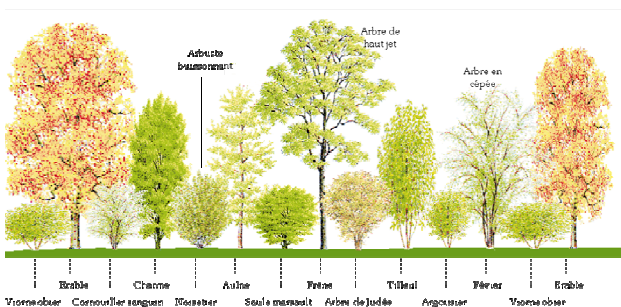 Arbre de
haut jet
Arbuste
buissonnant
Arbre en
cépée
Erable Charme Aulne Frêne Tilleul Février Erable
Viorne obier Cornouiller sanguin Noisetier Saule marsault Arbre de Judée Argousier Viorne obier